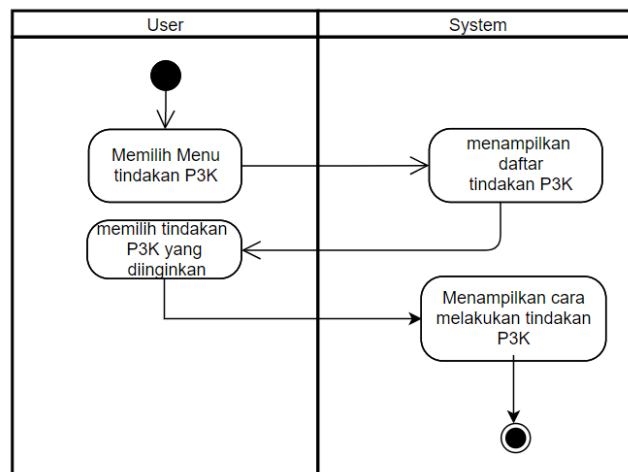 User
System
Memilih Menu
tindakan P3K
menampilkan
daftar
tindakan P3K
memilih tindakan
P3K yang
diinginkan
Menampilkan cara
melakukan tindakan
P3K